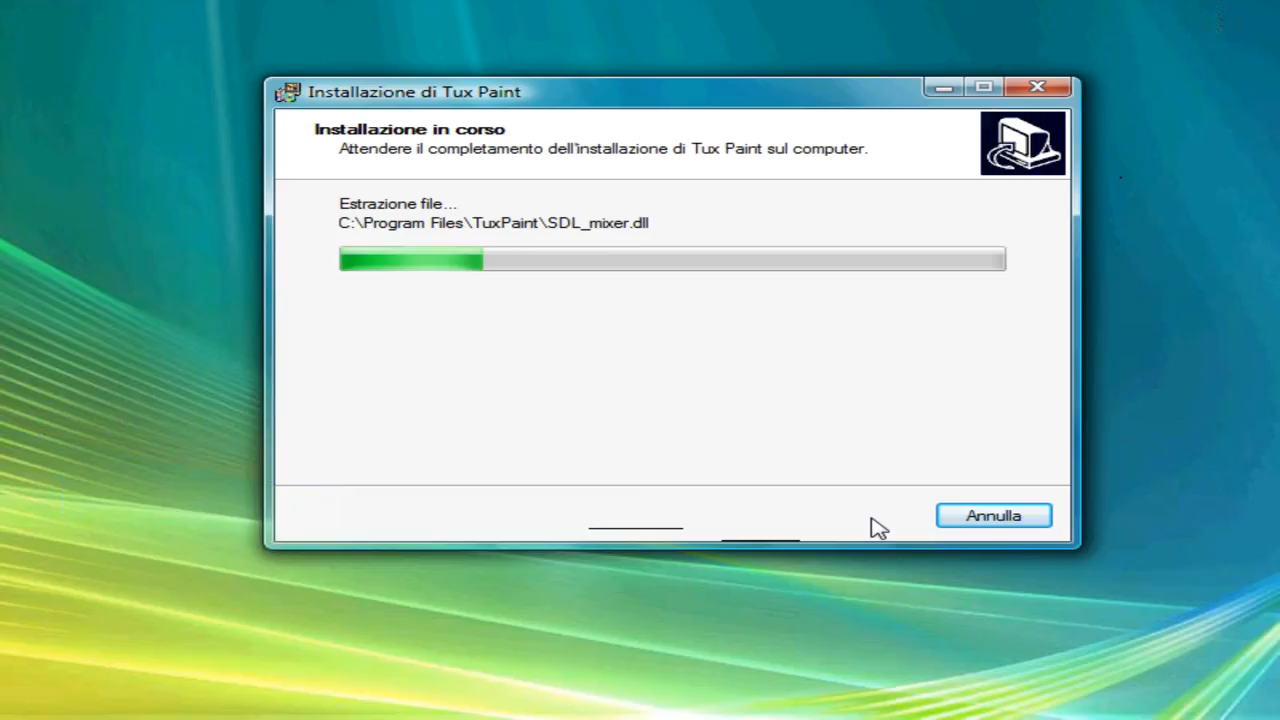 Installazione di Tux Paint
Installazione in corso
Attendere il completamento dell'installazione di Tux Paint sul computer.
Estrazione file...
C:\Program Files\TuxPaint\SDL_mixer.dll
Annulla